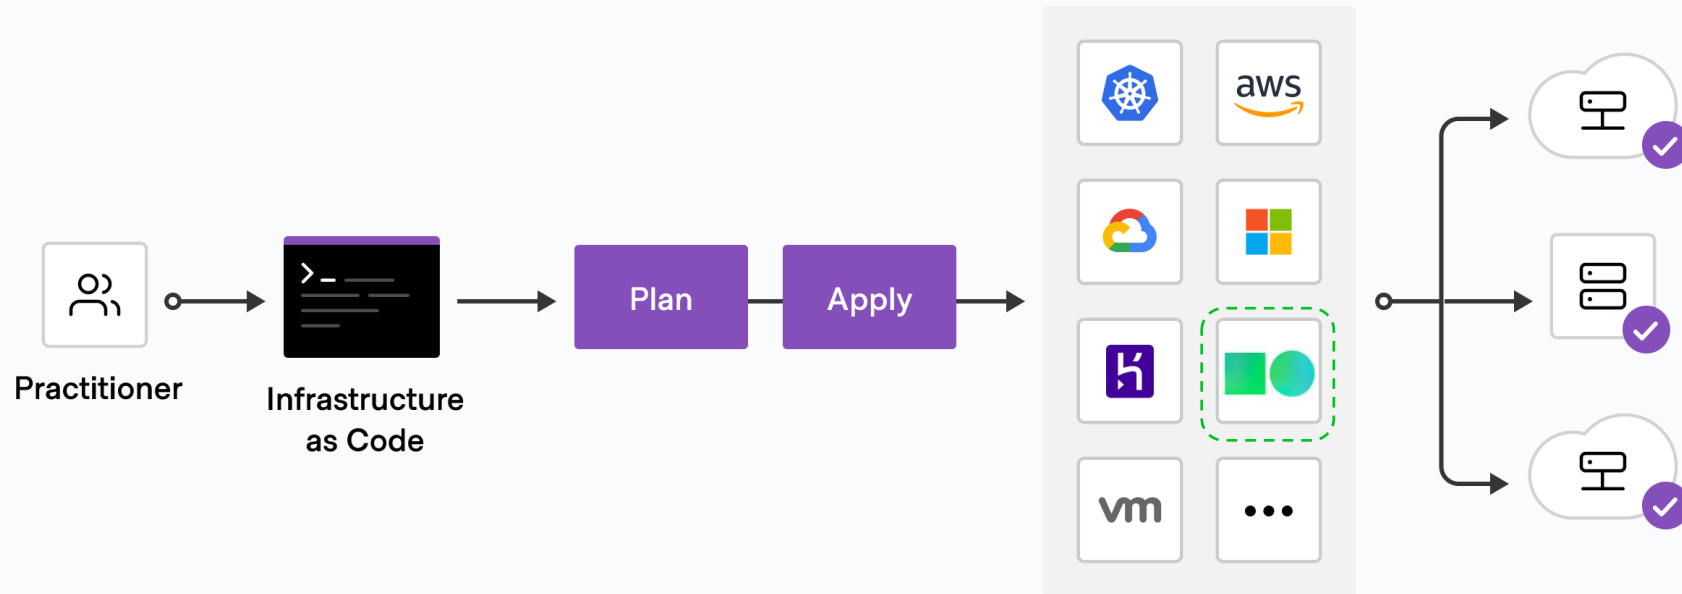 Practitioner
Infrastructure
as Code
Plan
Apply
aws
vm